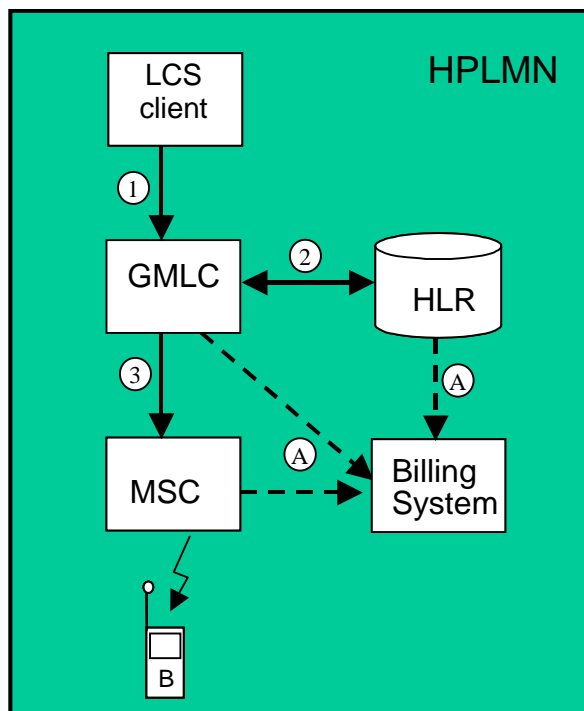 LCS
client
HPLMN
1
GMLC
2
HLR
3
A
A
MSC
Billing
System
B